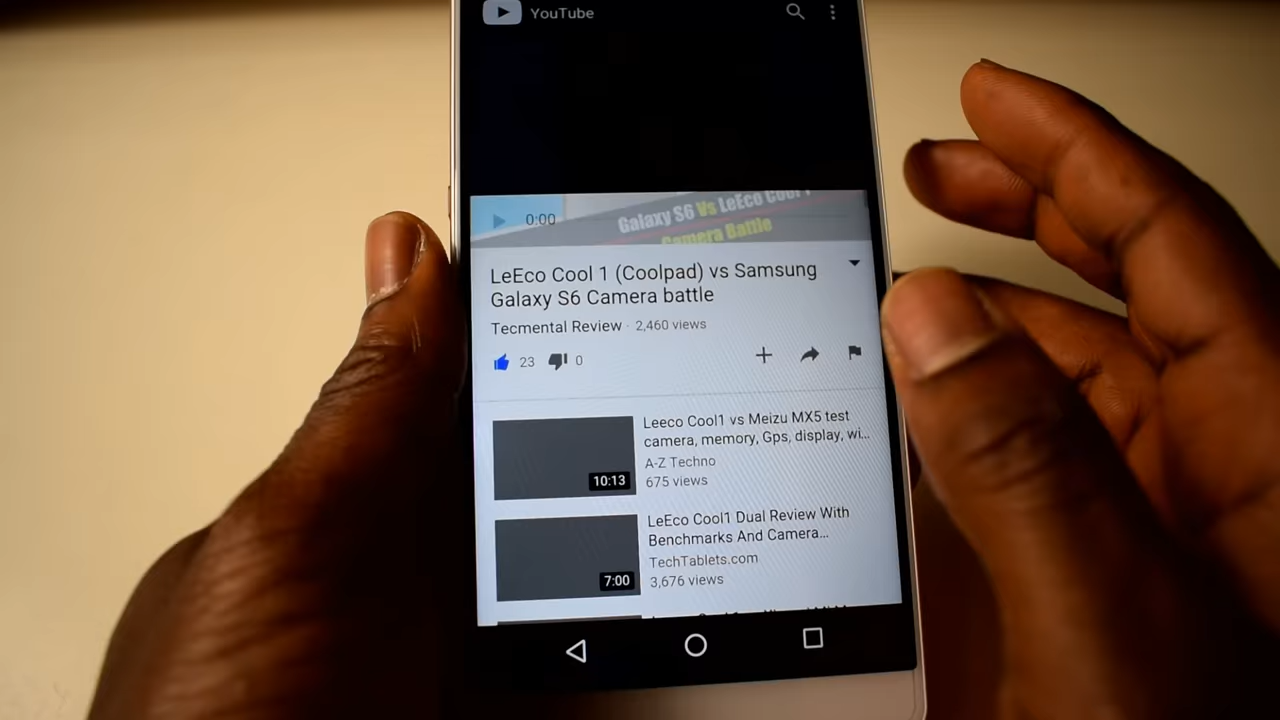 YouTube
0:00
Galaxy S6 Vs LeEco Cool 1
Camera Battle
LeEco Cool 1 (Coolpad) vs Samsung
Galaxy S6 Camera battle
Tecmental Review · 2,460 views
23 0
Leeco Cool1 vs Meizu MX5 test
camera, memory, Gps, display, wi...
A-Z Techno
675 views
10:13
LeEco Cool1 Dual Review With
Benchmarks And Camera...
TechTablets.com
3,676 views
7:00